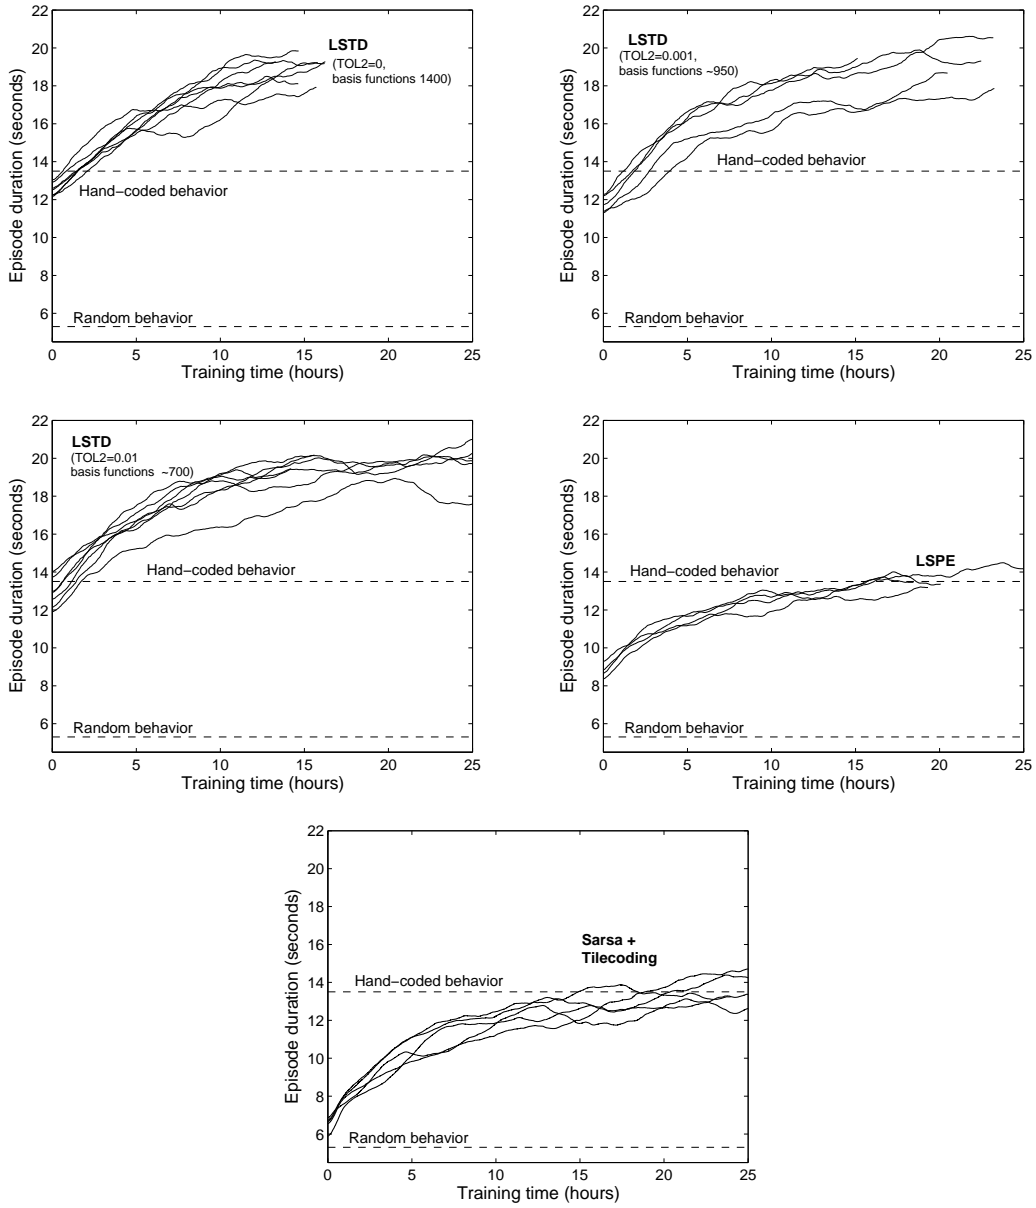 22
20
18
16
14
12
10
8
6
Episode duration (seconds)
LSTD
(TOL2=0,
basis functions 1400)
Hand−coded behavior
Random behavior
0 5 10 15 20 25
Training time (hours)
22
20
18
16
14
12
10
8
6
Episode duration (seconds)
LSTD
(TOL2=0.001,
basis functions ~950)
Hand−coded behavior
Random behavior
0 5 10 15 20 25
Training time (hours)
22
20
18
16
14
12
10
8
6
Episode duration (seconds)
LSTD
(TOL2=0.01
basis functions ~700)
Hand−coded behavior
Random behavior
0 5 10 15 20 25
Training time (hours)
22
20
18
16
14
12
10
8
6
Episode duration (seconds)
LSPE
Hand−coded behavior
Random behavior
0 5 10 15 20 25
Training time (hours)
22
20
18
16
14
12
10
8
6
Episode duration (seconds)
Sarsa +
Tilecoding
Hand−coded behavior
Random behavior
0 5 10 15 20 25
Training time (hours)